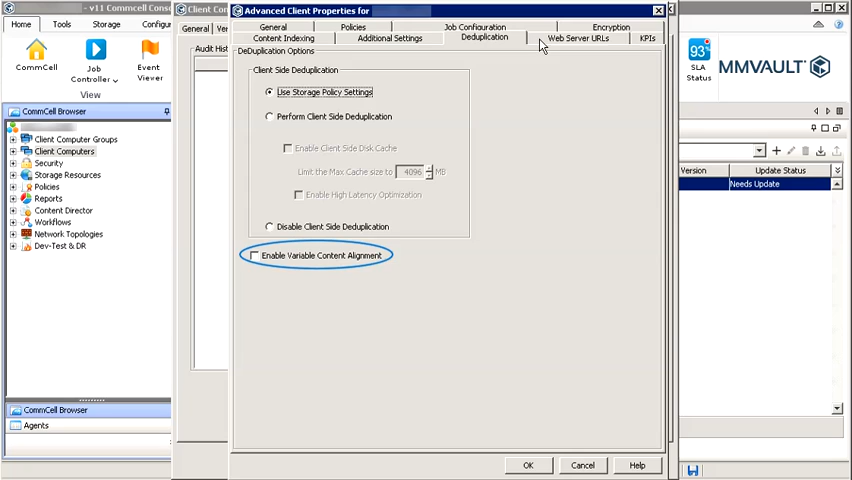 - v11 Commcell Conso
Client Com
Advanced Client Properties for
Home
Tools
Storage
Configur
General
Ver
General
Policies
Job Configuration
Encryption
Content Indexing
Additional Settings
Deduplication
Web Server URLs
KPIs
CommCell
Job
Controller
Event
Viewer
View
Audit Hist
DeDuplication Options
Client Side Deduplication
Use Storage Policy Settings
Perform Client Side Deduplication
Enable Client Side Disk Cache
Limit the Max Cache size to 4096 MB
Enable High Latency Optimization
Disable Client Side Deduplication
Enable Variable Content Alignment
93%
SLA
Status
MMVAULT
CommCell Browser
Client Computer Groups
Client Computers
Security
Storage Resources
Policies
Reports
Content Director
Workflows
Network Topologies
Dev-Test & DR
Version
Update Status
Needs Update
CommCell Browser
Agents
OK
Cancel
Help